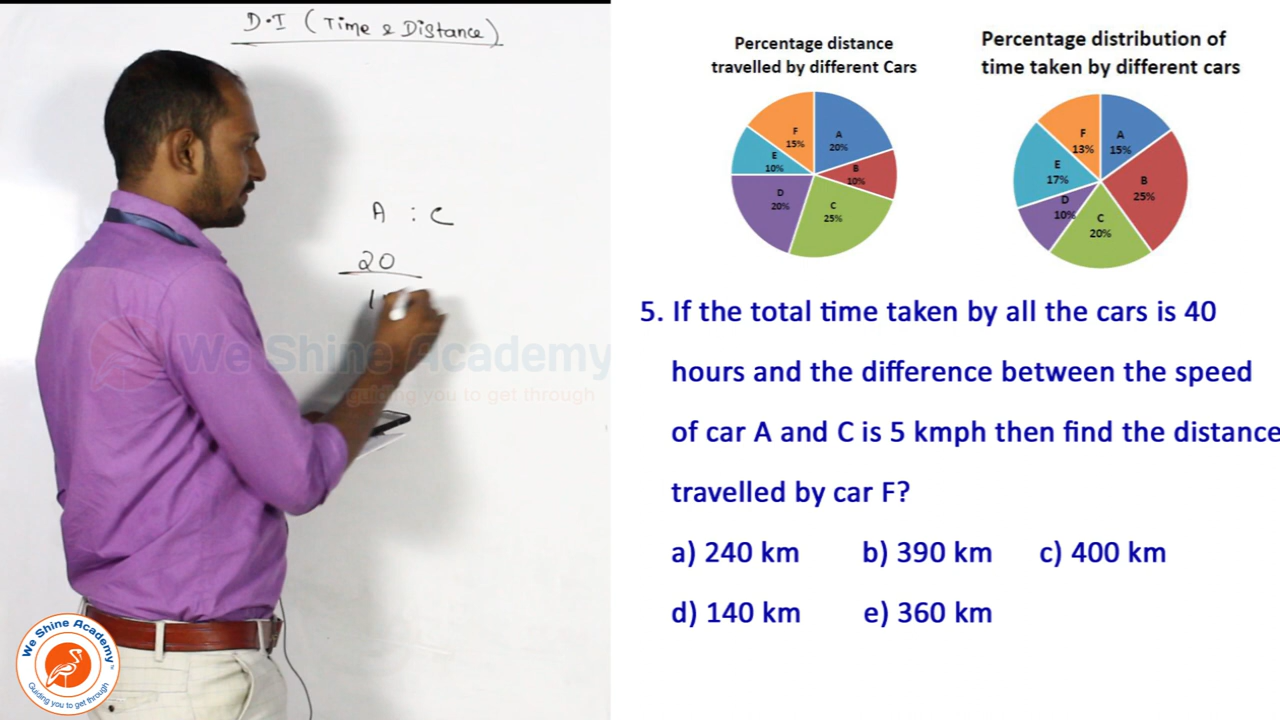 D.I (Time & Distance)
A : C
20
We Shine Academy
guiding you to get through
We Shine Academy
Guiding you to get through
Percentage distance
travelled by different Cars
A
20%
B
10%
C
25%
D
20%
E
10%
F
15%
Percentage distribution of
time taken by different cars
A
15%
B
25%
C
20%
D
10%
E
17%
F
13%
5. If the total time taken by all the cars is 40
hours and the difference between the speed
of car A and C is 5 kmph then find the distance
travelled by car F?
a) 240 km b) 390 km c) 400 km
d) 140 km e) 360 km